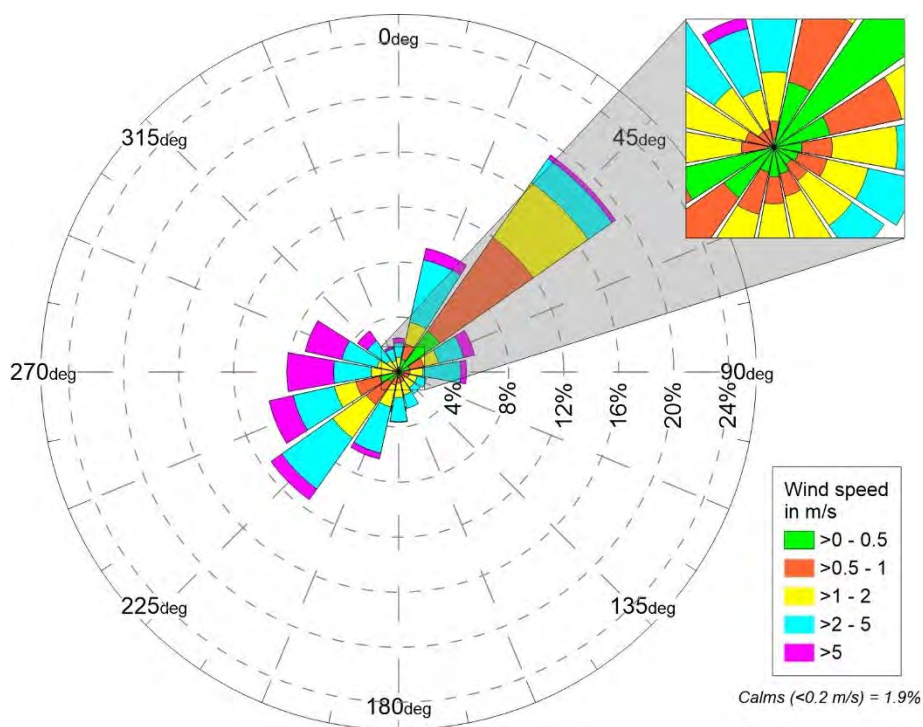 0deg
315deg
45deg
270deg
90deg
4%
8%
12%
16%
20%
24%
225deg
135deg
180deg
Wind speed
in m/s
>0 - 0.5
>0.5 - 1
>1 - 2
>2 - 5
>5
Calms (<0.2 m/s) = 1.9%